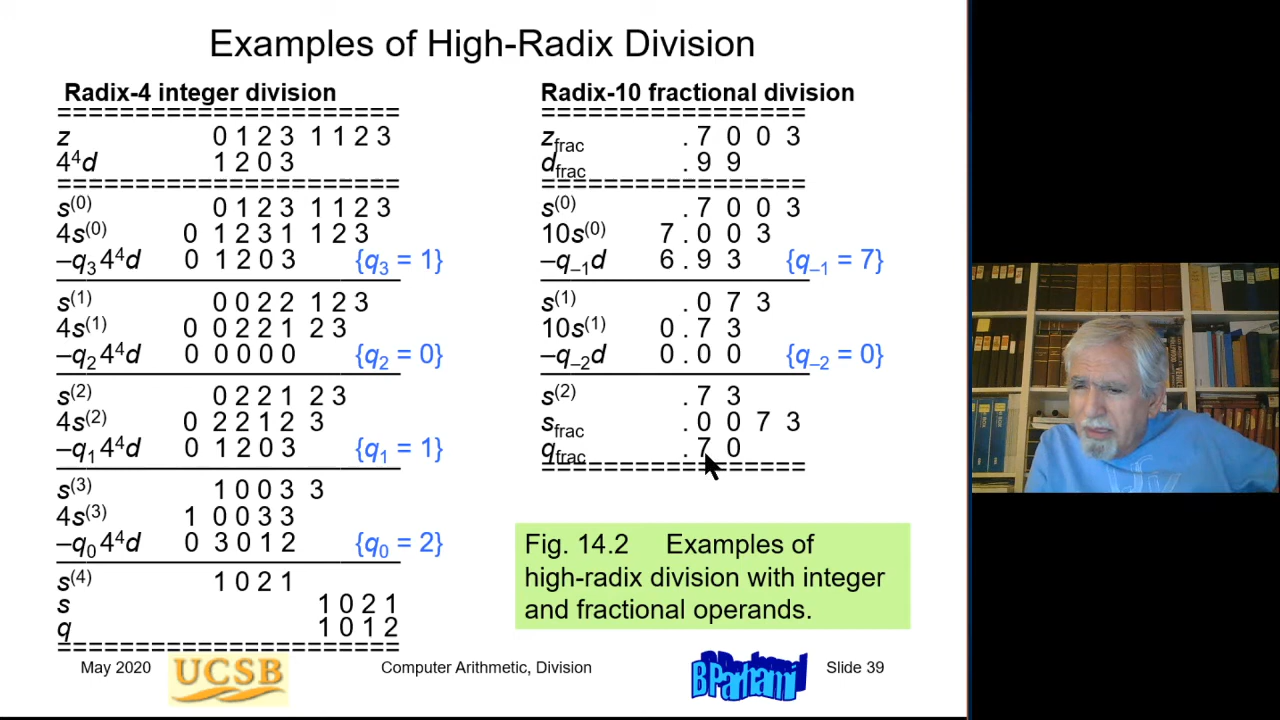 Examples of High-Radix Division
Radix-4 integer division
=======================
z 0 1 2 3 1 1 2 3
4⁴d 1 2 0 3
=======================
s⁽⁰⁾ 0 1 2 3 1 1 2 3
4s⁽⁰⁾ 0 1 2 3 1 1 2 3
–q₃4⁴d 0 1 2 0 3 {q₃ = 1}
s⁽¹⁾ 0 0 2 2 1 2 3
4s⁽¹⁾ 0 0 2 2 1 2 3
–q₂4⁴d 0 0 0 0 0 {q₂ = 0}
s⁽²⁾ 0 2 2 1 2 3
4s⁽²⁾ 0 2 2 1 2 3
–q₁4⁴d 0 1 2 0 3 {q₁ = 1}
s⁽³⁾ 1 0 0 3 3
4s⁽³⁾ 1 0 0 3 3
–q₀4⁴d 0 3 0 1 2 {q₀ = 2}
s⁽⁴⁾ 1 0 2 1
s 1 0 2 1
q 1 0 1 2
=======================
Radix-10 fractional division
==================
z_frac . 7 0 0 3
d_frac . 9 9
==================
s⁽⁰⁾ . 7 0 0 3
10s⁽⁰⁾ 7 . 0 0 3
–q₋₁d 6 . 9 3 {q₋₁ = 7}
s⁽¹⁾ . 0 7 3
10s⁽¹⁾ 0 . 7 3
–q₋₂d 0 . 0 0 {q₋₂ = 0}
s⁽²⁾ . 7 3
s_frac . 0 0 7 3
q_frac . 7 0
==================
Fig. 14.2 Examples of
high-radix division with integer
and fractional operands.
May 2020
UCSB
Computer Arithmetic, Division
B Parhami
Slide 39